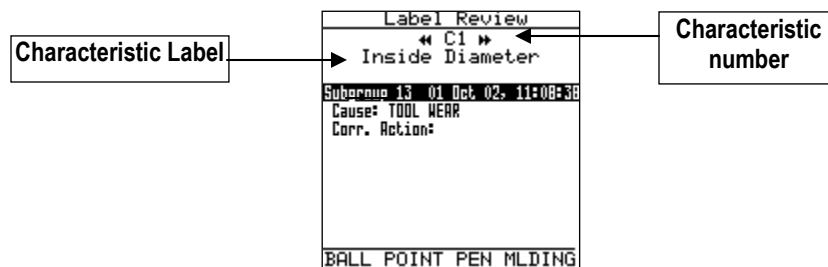 Label Review
C1
Inside Diameter
Characteristic Label
Characteristic
number
Subgroup 13 01 Oct 02, 11:08:38
Cause: TOOL WEAR
Corr. Action:
BALL POINT PEN MLDING